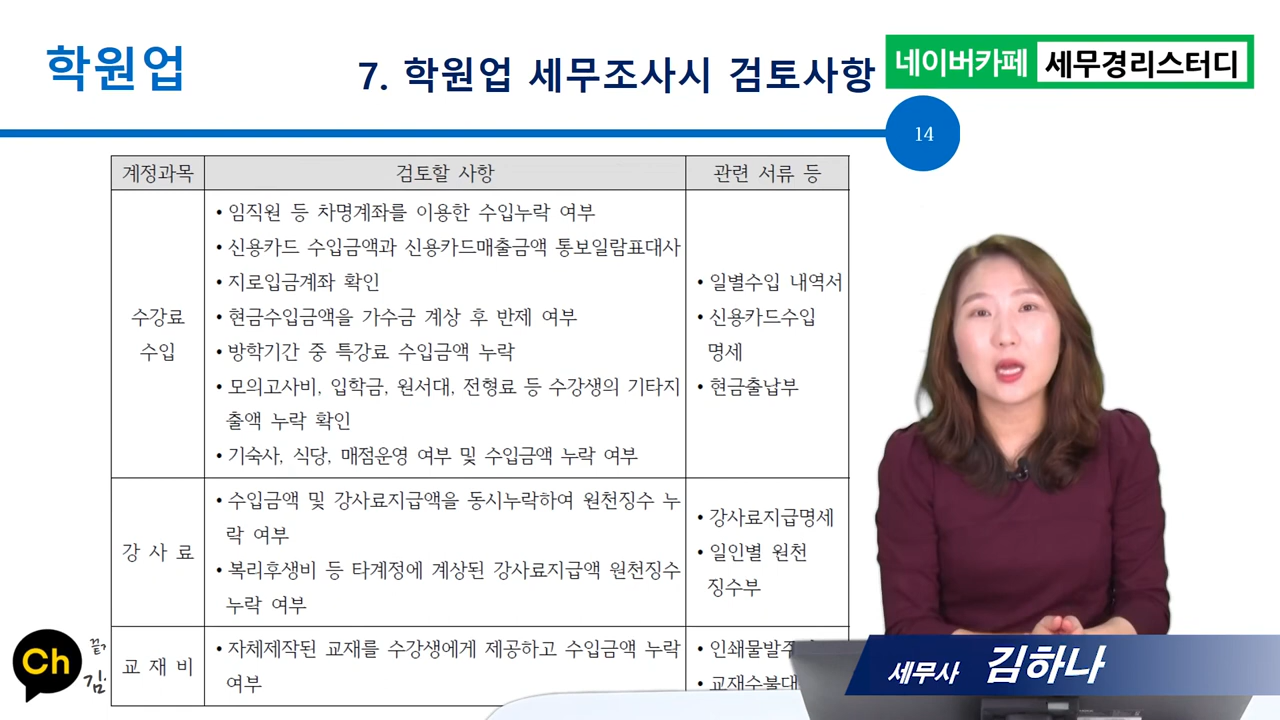 학원업
7. 학원업 세무조사시 검토사항
네이버카페 세무경리스터디
14
계정과목 검토할 사항 관련 서류 등
수강료
수입
• 임직원 등 차명계좌를 이용한 수입누락 여부
• 신용카드 수입금액과 신용카드매출금액 통보일람표대사
• 지로입금계좌 확인
• 현금수입금액을 가수금 계상 후 반제 여부
• 방학기간 중 특강료 수입금액 누락
• 모의고사비, 입학금, 원서대, 전형료 등 수강생의 기타지
출액 누락 확인
• 기숙사, 식당, 매점운영 여부 및 수입금액 누락 여부
• 일별수입 내역서
• 신용카드수입
명세
• 현금출납부
강 사 료
• 수입금액 및 강사료지급액을 동시누락하여 원천징수 누
락 여부
• 복리후생비 등 타계정에 계상된 강사료지급액 원천징수
누락 여부
• 강사료지급명세
• 일인별 원천
징수부
교 재 비
• 자체제작된 교재를 수강생에게 제공하고 수입금액 누락
여부
• 인쇄물발주
• 교재수불대
Ch
세무사 김하나